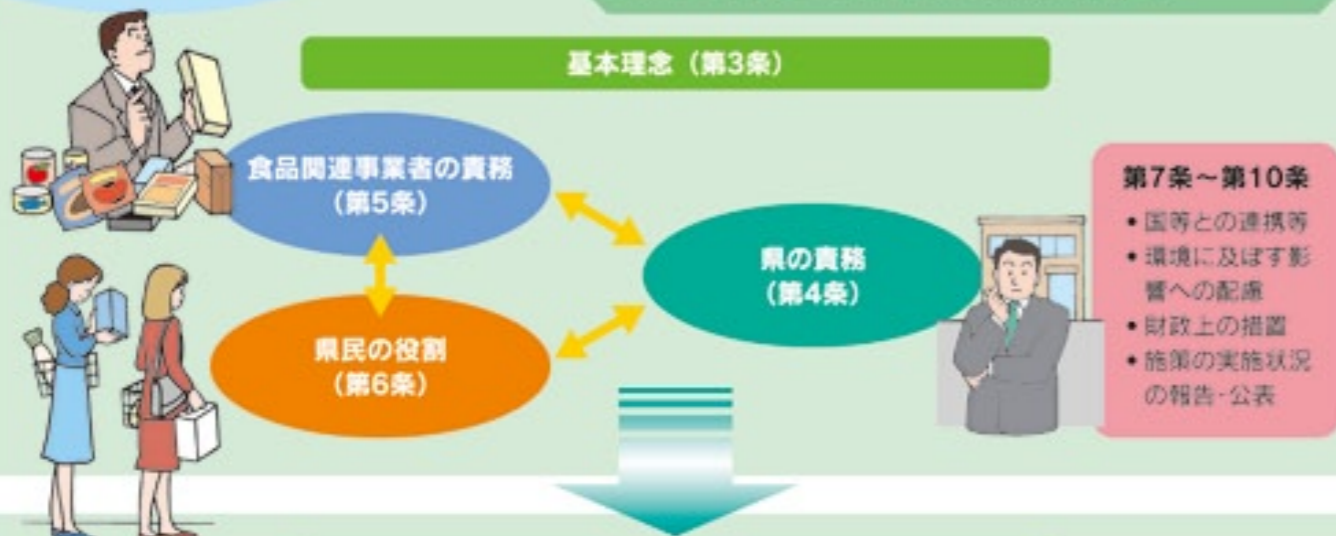 基本理念（第3条）
食品関連事業者の責務
（第5条）
県の責務
（第4条）
県民の役割
（第6条）
第7条～第10条
• 国等との連携等
• 環境に及ぼす影
響への配慮
• 財政上の措置
• 施策の実施状況
の報告・公表